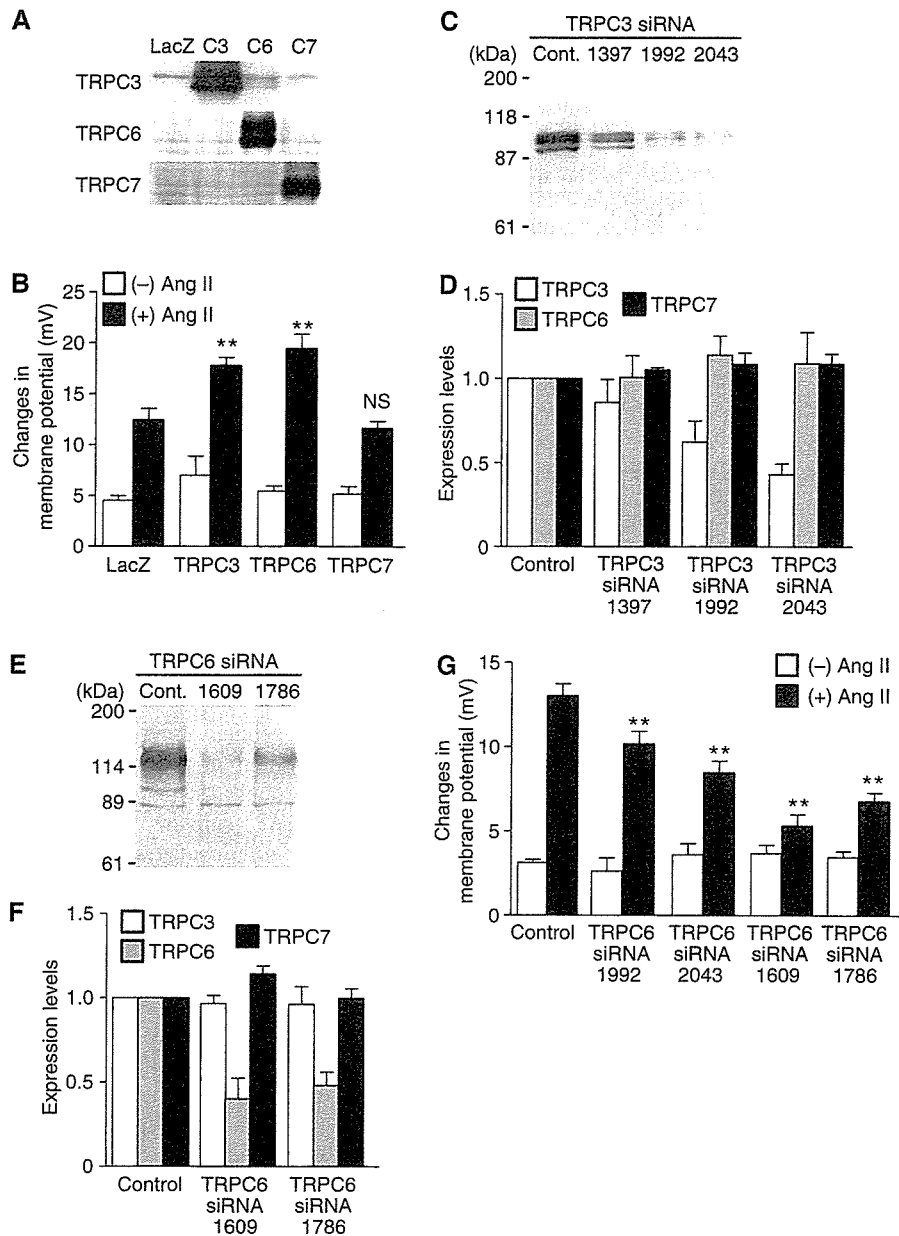 A
LacZ C3 C6 C7
TRPC3
TRPC6
TRPC7
B
(–) Ang II
(+) Ang II
Changes in
membrane potential (mV)
25
20
15
10
5
0
**
**
NS
LacZ TRPC3 TRPC6 TRPC7
C
TRPC3 siRNA
(kDa) Cont. 1397 1992 2043
200
118
87
61
D
TRPC3
TRPC6
TRPC7
Expression levels
1.5
1.0
0.5
0
Control
TRPC3 siRNA 1397
TRPC3 siRNA 1992
TRPC3 siRNA 2043
E
TRPC6 siRNA
(kDa) Cont. 1609 1786
200
114
89
61
F
TRPC3
TRPC6
TRPC7
Expression levels
1.5
1.0
0.5
0
Control
TRPC6 siRNA 1609
TRPC6 siRNA 1786
G
(–) Ang II
(+) Ang II
Changes in
membrane potential (mV)
15
10
5
0
**
**
**
**
Control
TRPC6 siRNA 1992
TRPC6 siRNA 2043
TRPC6 siRNA 1609
TRPC6 siRNA 1786